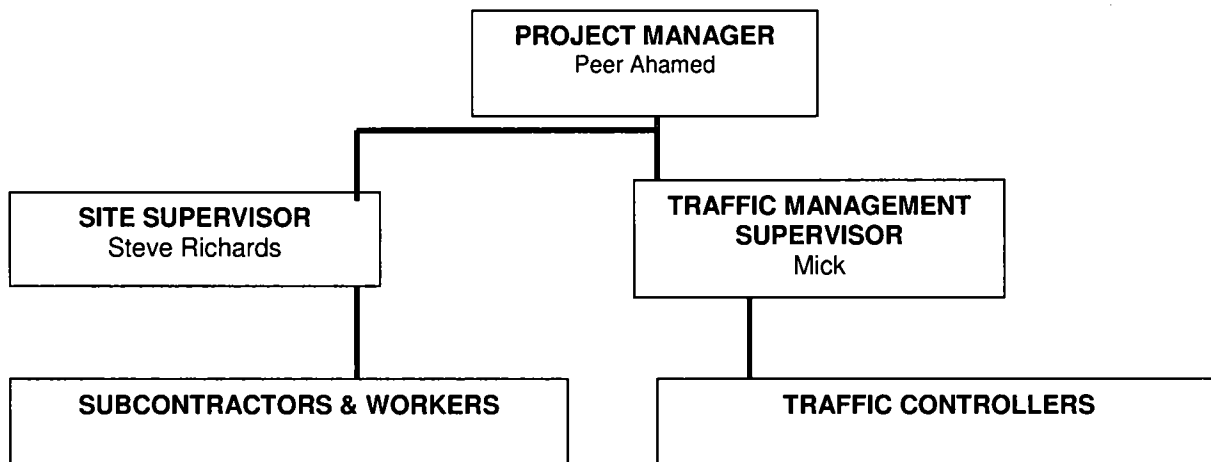 PROJECT MANAGER
Peer Ahamed
SITE SUPERVISOR
Steve Richards
TRAFFIC MANAGEMENT
SUPERVISOR
Mick
SUBCONTRACTORS & WORKERS
TRAFFIC CONTROLLERS